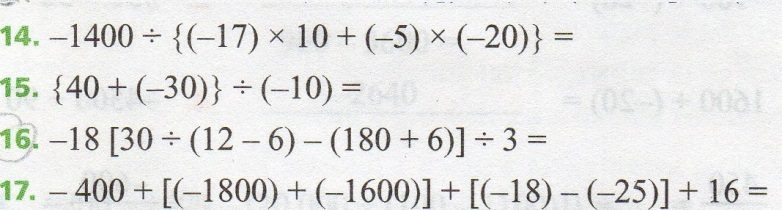 14. –1400 ÷ {(–17) × 10 + (–5) × (–20)} =
15. {40 + (–30)} ÷ (–10) =
16. –18 [30 ÷ (12 – 6) – (180 + 6)] ÷ 3 =
17. – 400 + [(–1800) + (–1600)] + [(–18) – (–25)] + 16 =